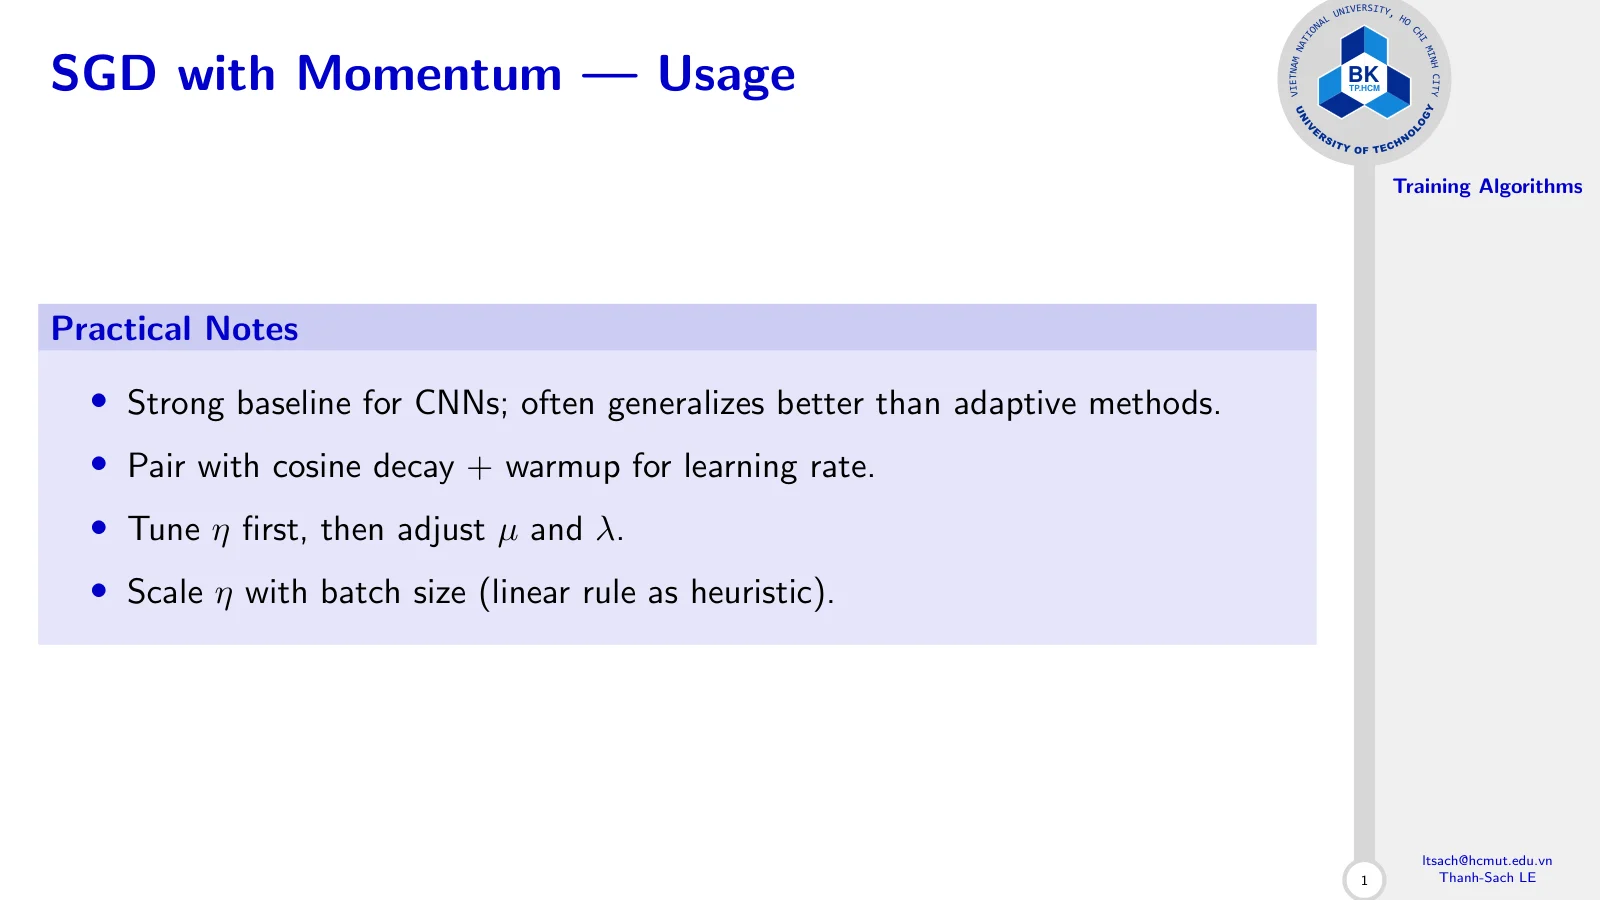 SGD with Momentum — Usage
VIETNAM NATIONAL UNIVERSITY, HO CHI MINH CITY
BK
TP.HCM
UNIVERSITY OF TECHNOLOGY
Training Algorithms
Practical Notes
• Strong baseline for CNNs; often generalizes better than adaptive methods.
• Pair with cosine decay + warmup for learning rate.
• Tune η first, then adjust μ and λ.
• Scale η with batch size (linear rule as heuristic).
ltsach@hcmut.edu.vn
Thanh-Sach LE
1